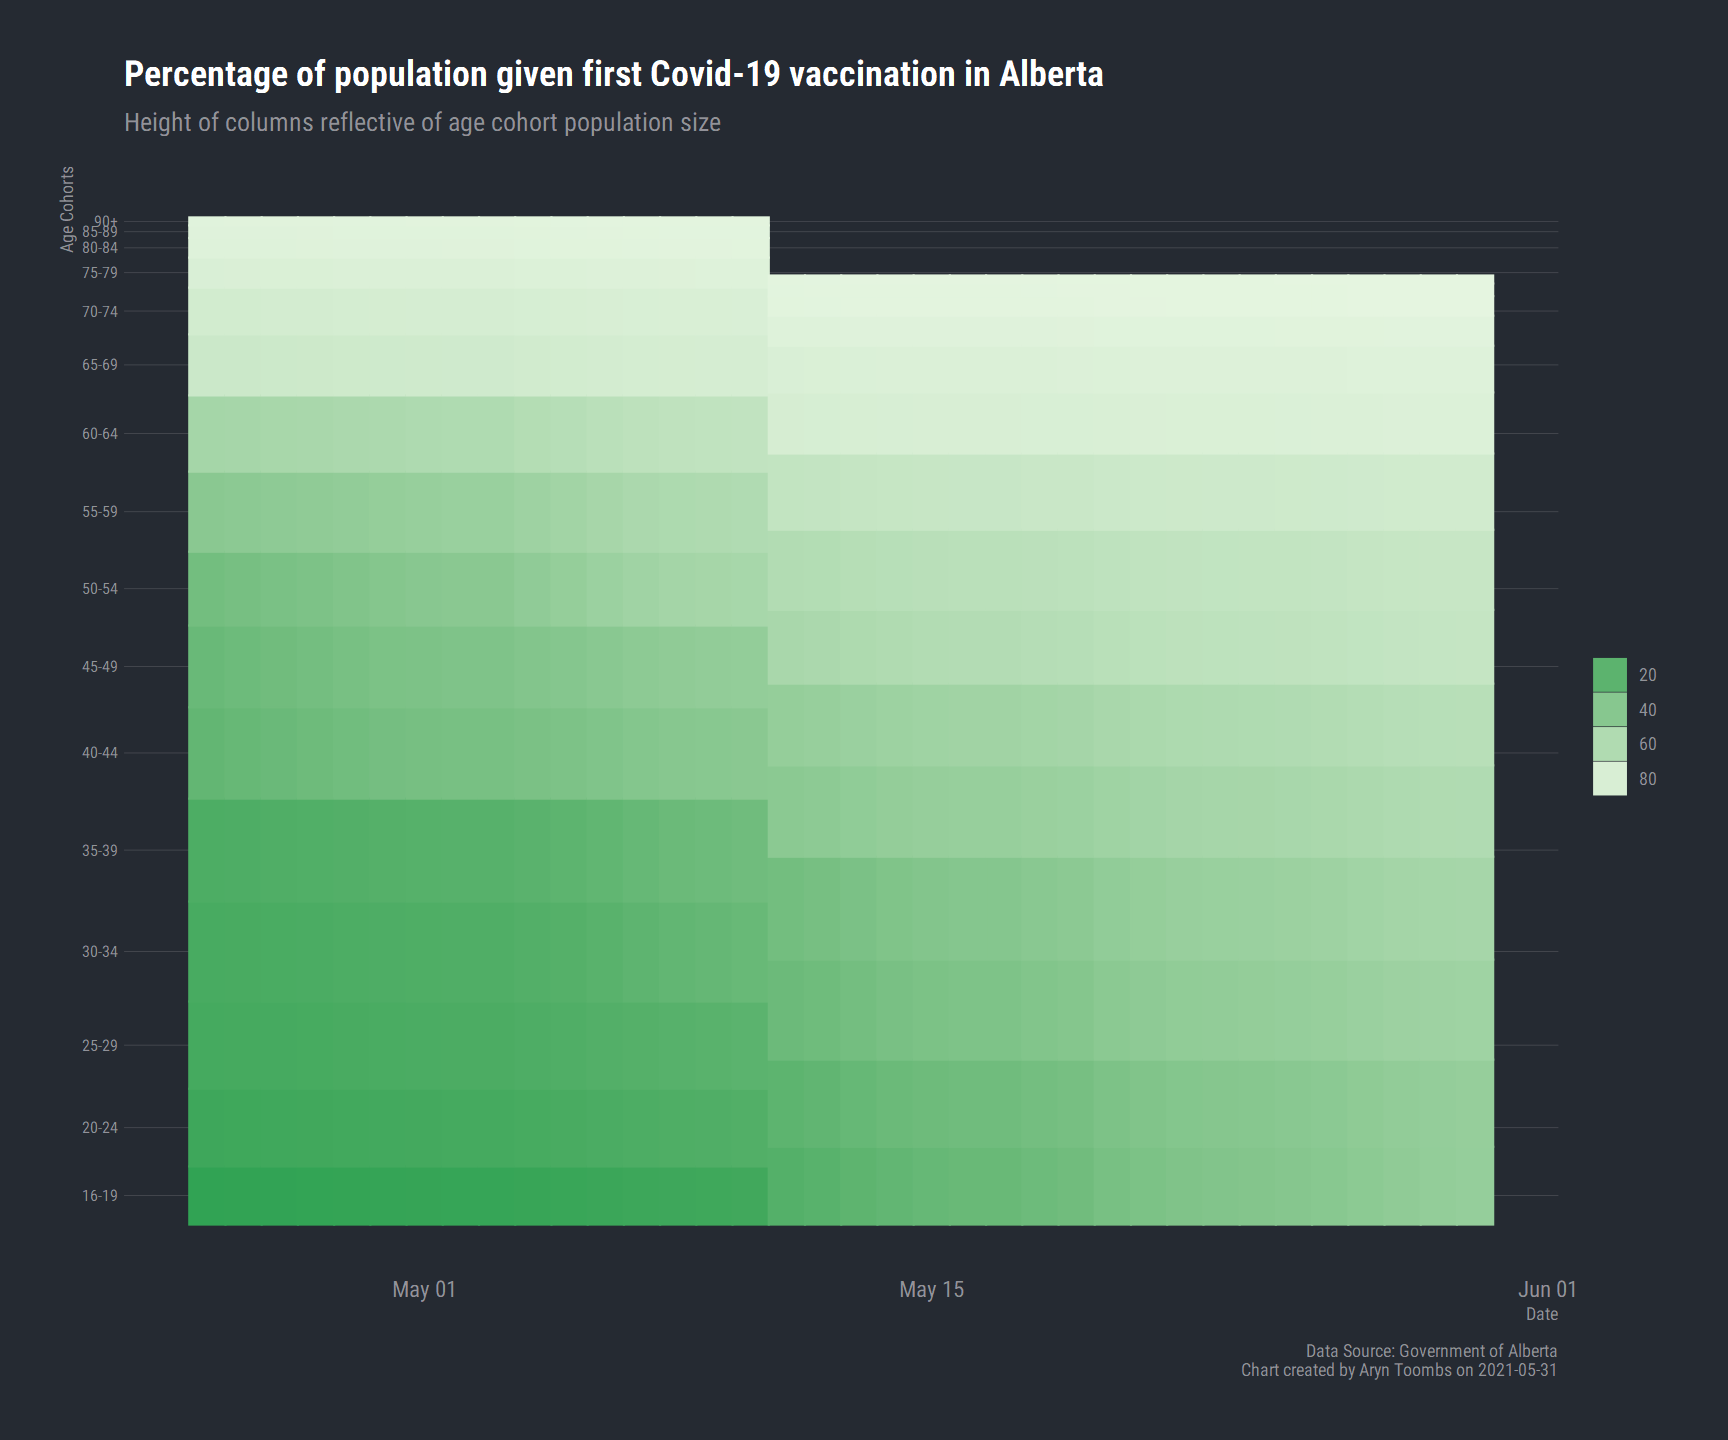 Percentage of population given first Covid-19 vaccination in Alberta
Height of columns reflective of age cohort population size
Age Cohorts
90+
85-89
80-84
75-79
70-74
65-69
60-64
55-59
50-54
45-49
40-44
35-39
30-34
25-29
20-24
16-19
20
40
60
80
May 01
May 15
Jun 01
Date
Data Source: Government of Alberta
Chart created by Aryn Toombs on 2021-05-31